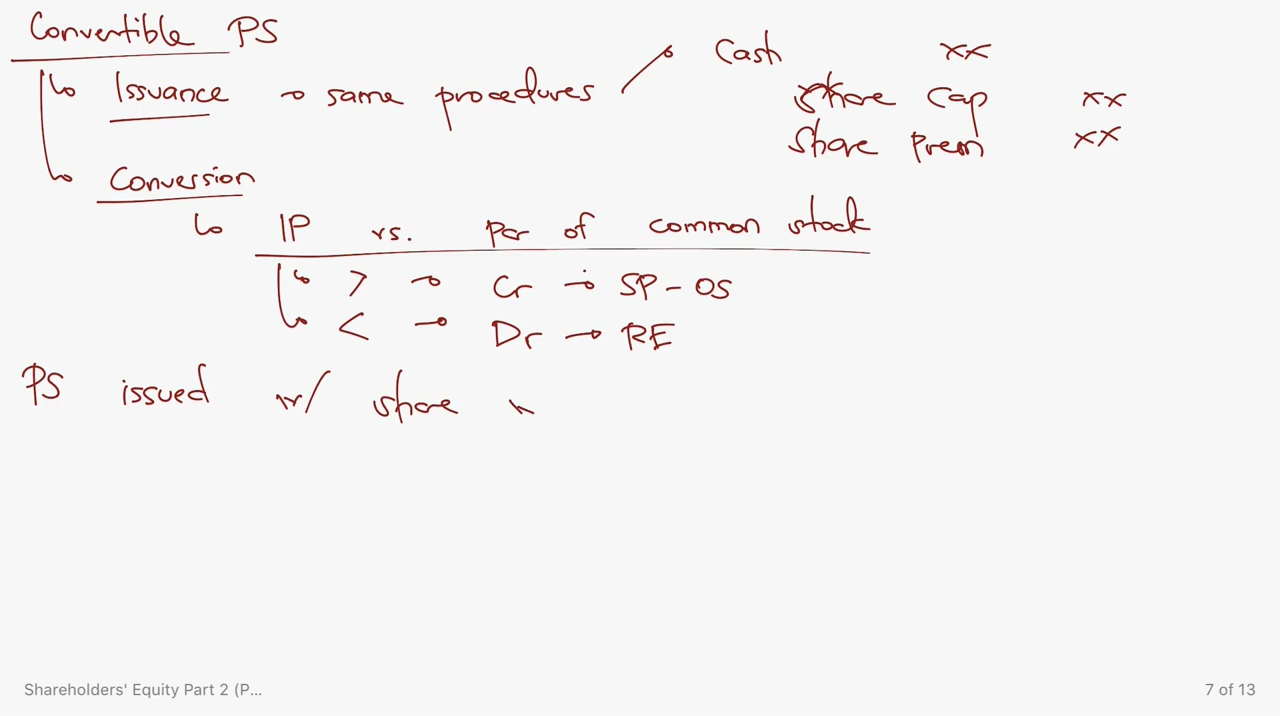 Convertible PS
Issuance → same procedures
Cash xx
Share Cap xx
Share Prem xx
Conversion
IP vs. Par of common stock
> → Cr → SP - OS
< → Dr → RE
PS issued w/ share
Shareholders' Equity Part 2 (P...
7 of 13